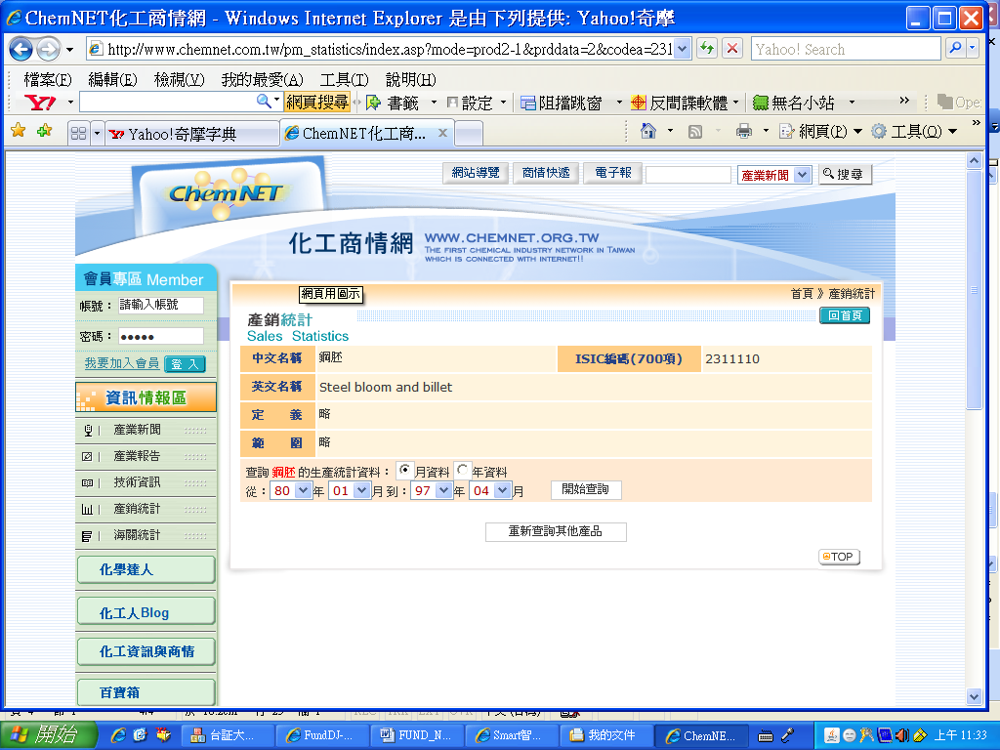 ChemNET化工商情網 - Windows Internet Explorer 是由下列提供: Yahoo!奇摩
http://www.chemnet.com.tw/pm_statistics/index.asp?mode=prod2-1&prddata=2&codea=231
Yahoo! Search
檔案(F) 編輯(E) 檢視(V) 我的最愛(A) 工具(T) 說明(H)
Y! 網頁搜尋 書籤 設定 阻擋跳窗 反間諜軟體 無名小站 » Ope
Yahoo!奇摩字典 ChemNET化工商... 網頁(P) 工具(O) »
網站導覽 商情快遞 電子報 產業新聞 搜尋
ChemNET
化工商情網 WWW.CHEMNET.ORG.TW
THE FIRST CHEMICAL INDUSTRY NETWORK IN TAIWAN
WHICH IS CONNECTED WITH INTERNET!!
會員專區 Member
網頁用圖示
首頁 》 產銷統計
帳號： 請輸入帳號
產銷統計
回首頁
Sales Statistics
密碼： ●●●●●
我要加入會員 登 入
中文名稱 鋼胚 ISIC編碼(700項) 2311110
英文名稱 Steel bloom and billet
定 義 略
範 圍 略
資訊情報區
產業新聞
產業報告
技術資訊
產銷統計
海關統計
查詢 鋼胚 的生產統計資料： 月資料 年資料
從： 80 年 01 月 到： 97 年 04 月 開始查詢
重新查詢其他產品
TOP
化學達人
化工人Blog
化工資訊與商情
百寶箱
開始 台証大... FundDJ-... FUND_N... Smart智... 我的文件 ChemNE... 上午 11:33